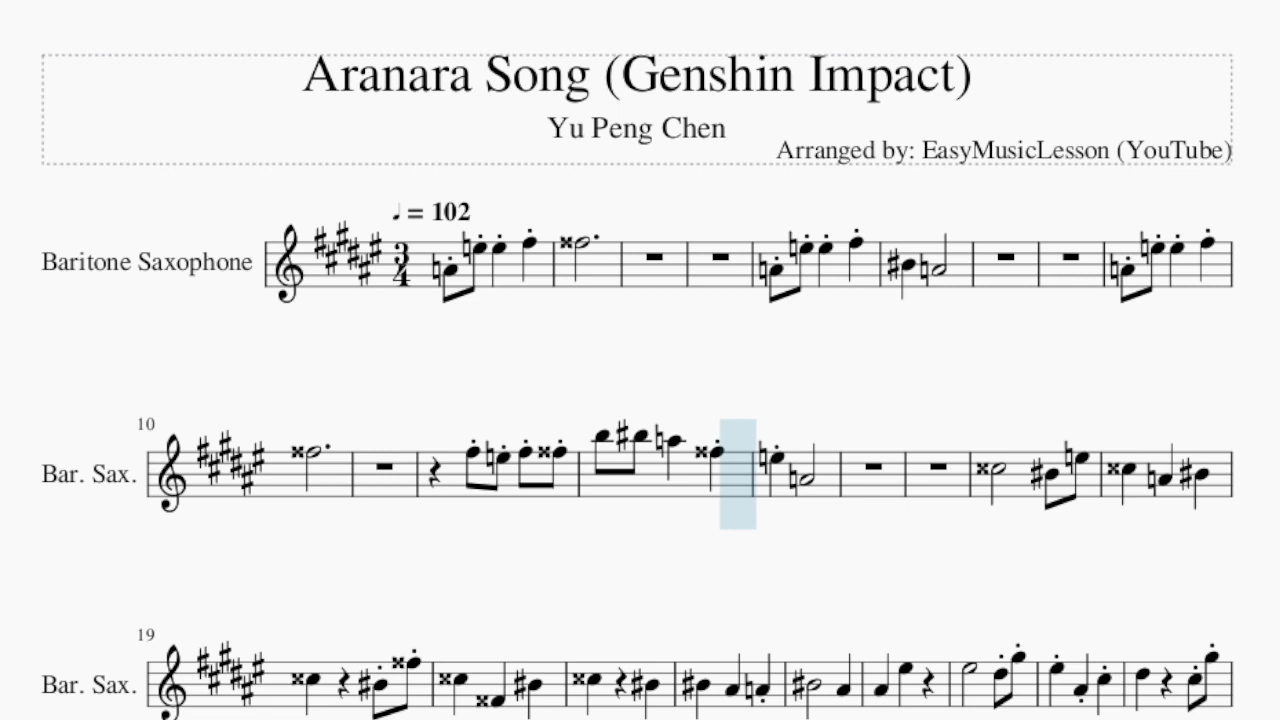 Aranara Song (Genshin Impact)
Yu Peng Chen
Arranged by: EasyMusicLesson (YouTube)
♩ = 102
Baritone Saxophone
3
4
10
Bar. Sax.
19
Bar. Sax.